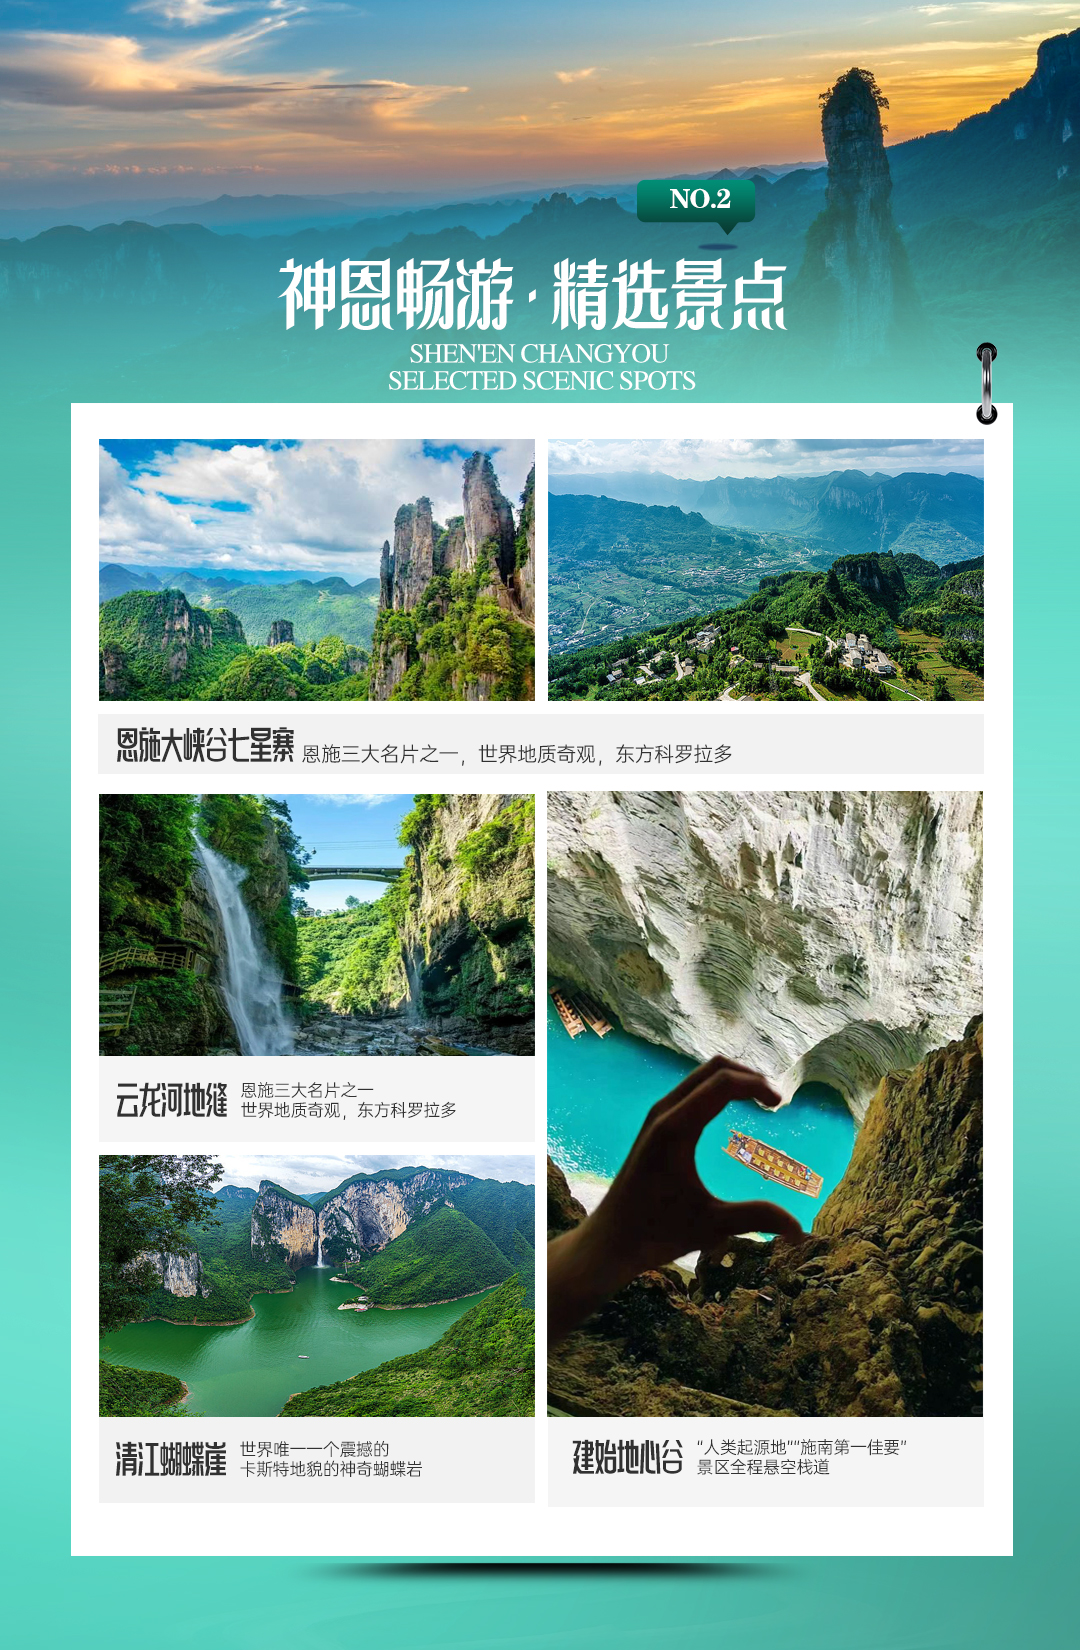 NO.2
神恩畅游·精选景点
SHEN'EN CHANGYOU
SELECTED SCENIC SPOTS
恩施大峡谷七星寨 恩施三大名片之一，世界地质奇观，东方科罗拉多
云龙河地缝
恩施三大名片之一
世界地质奇观，东方科罗拉多
清江蝴蝶崖
世界唯一一个震撼的
卡斯特地貌的神奇蝴蝶岩
建始地心谷
“人类起源地”“施南第一佳要”
景区全程悬空栈道